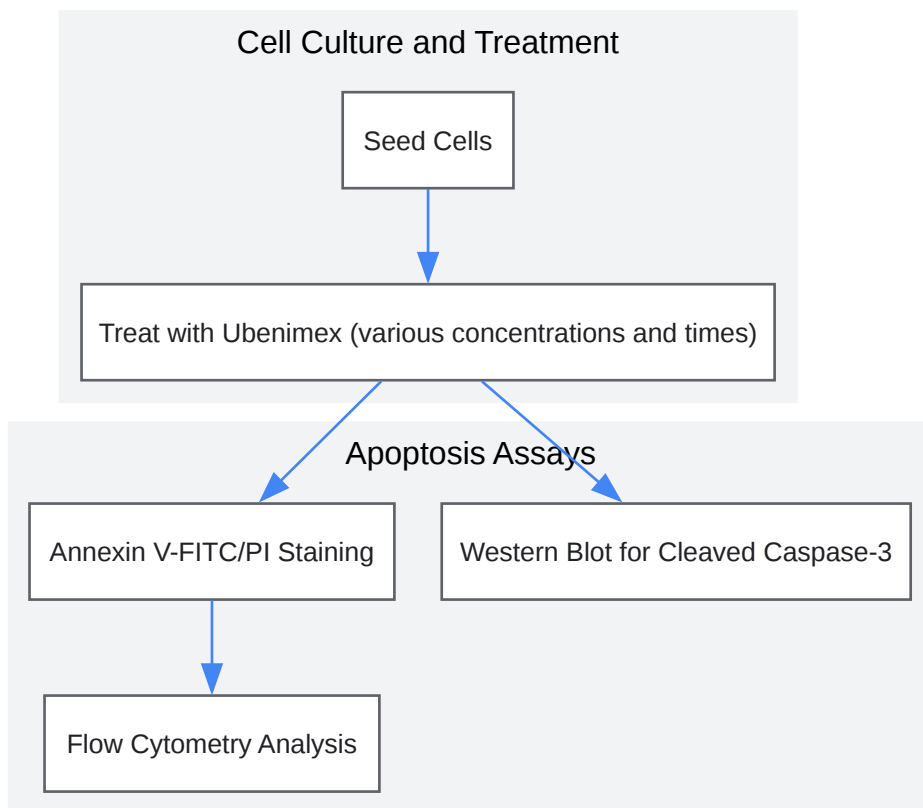 Cell Culture and Treatment
Seed Cells
Treat with Ubenimex (various concentrations and times)
Apoptosis Assays
Annexin V-FITC/PI Staining
Western Blot for Cleaved Caspase-3
Flow Cytometry Analysis